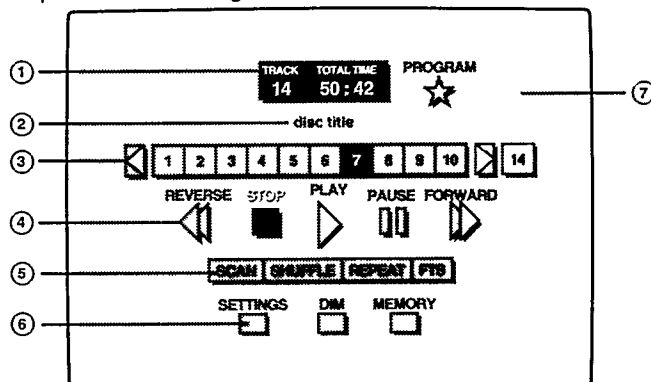 TRACK TOTAL TIME PROGRAM
14 50:42
1
7
2 disc title
3 1 2 3 4 5 6 7 8 9 10 14
REVERSE STOP PLAY PAUSE FORWARD
4
5 SCAN SHUFFLE REPEAT FTS
SETTINGS DIM MEMORY
6